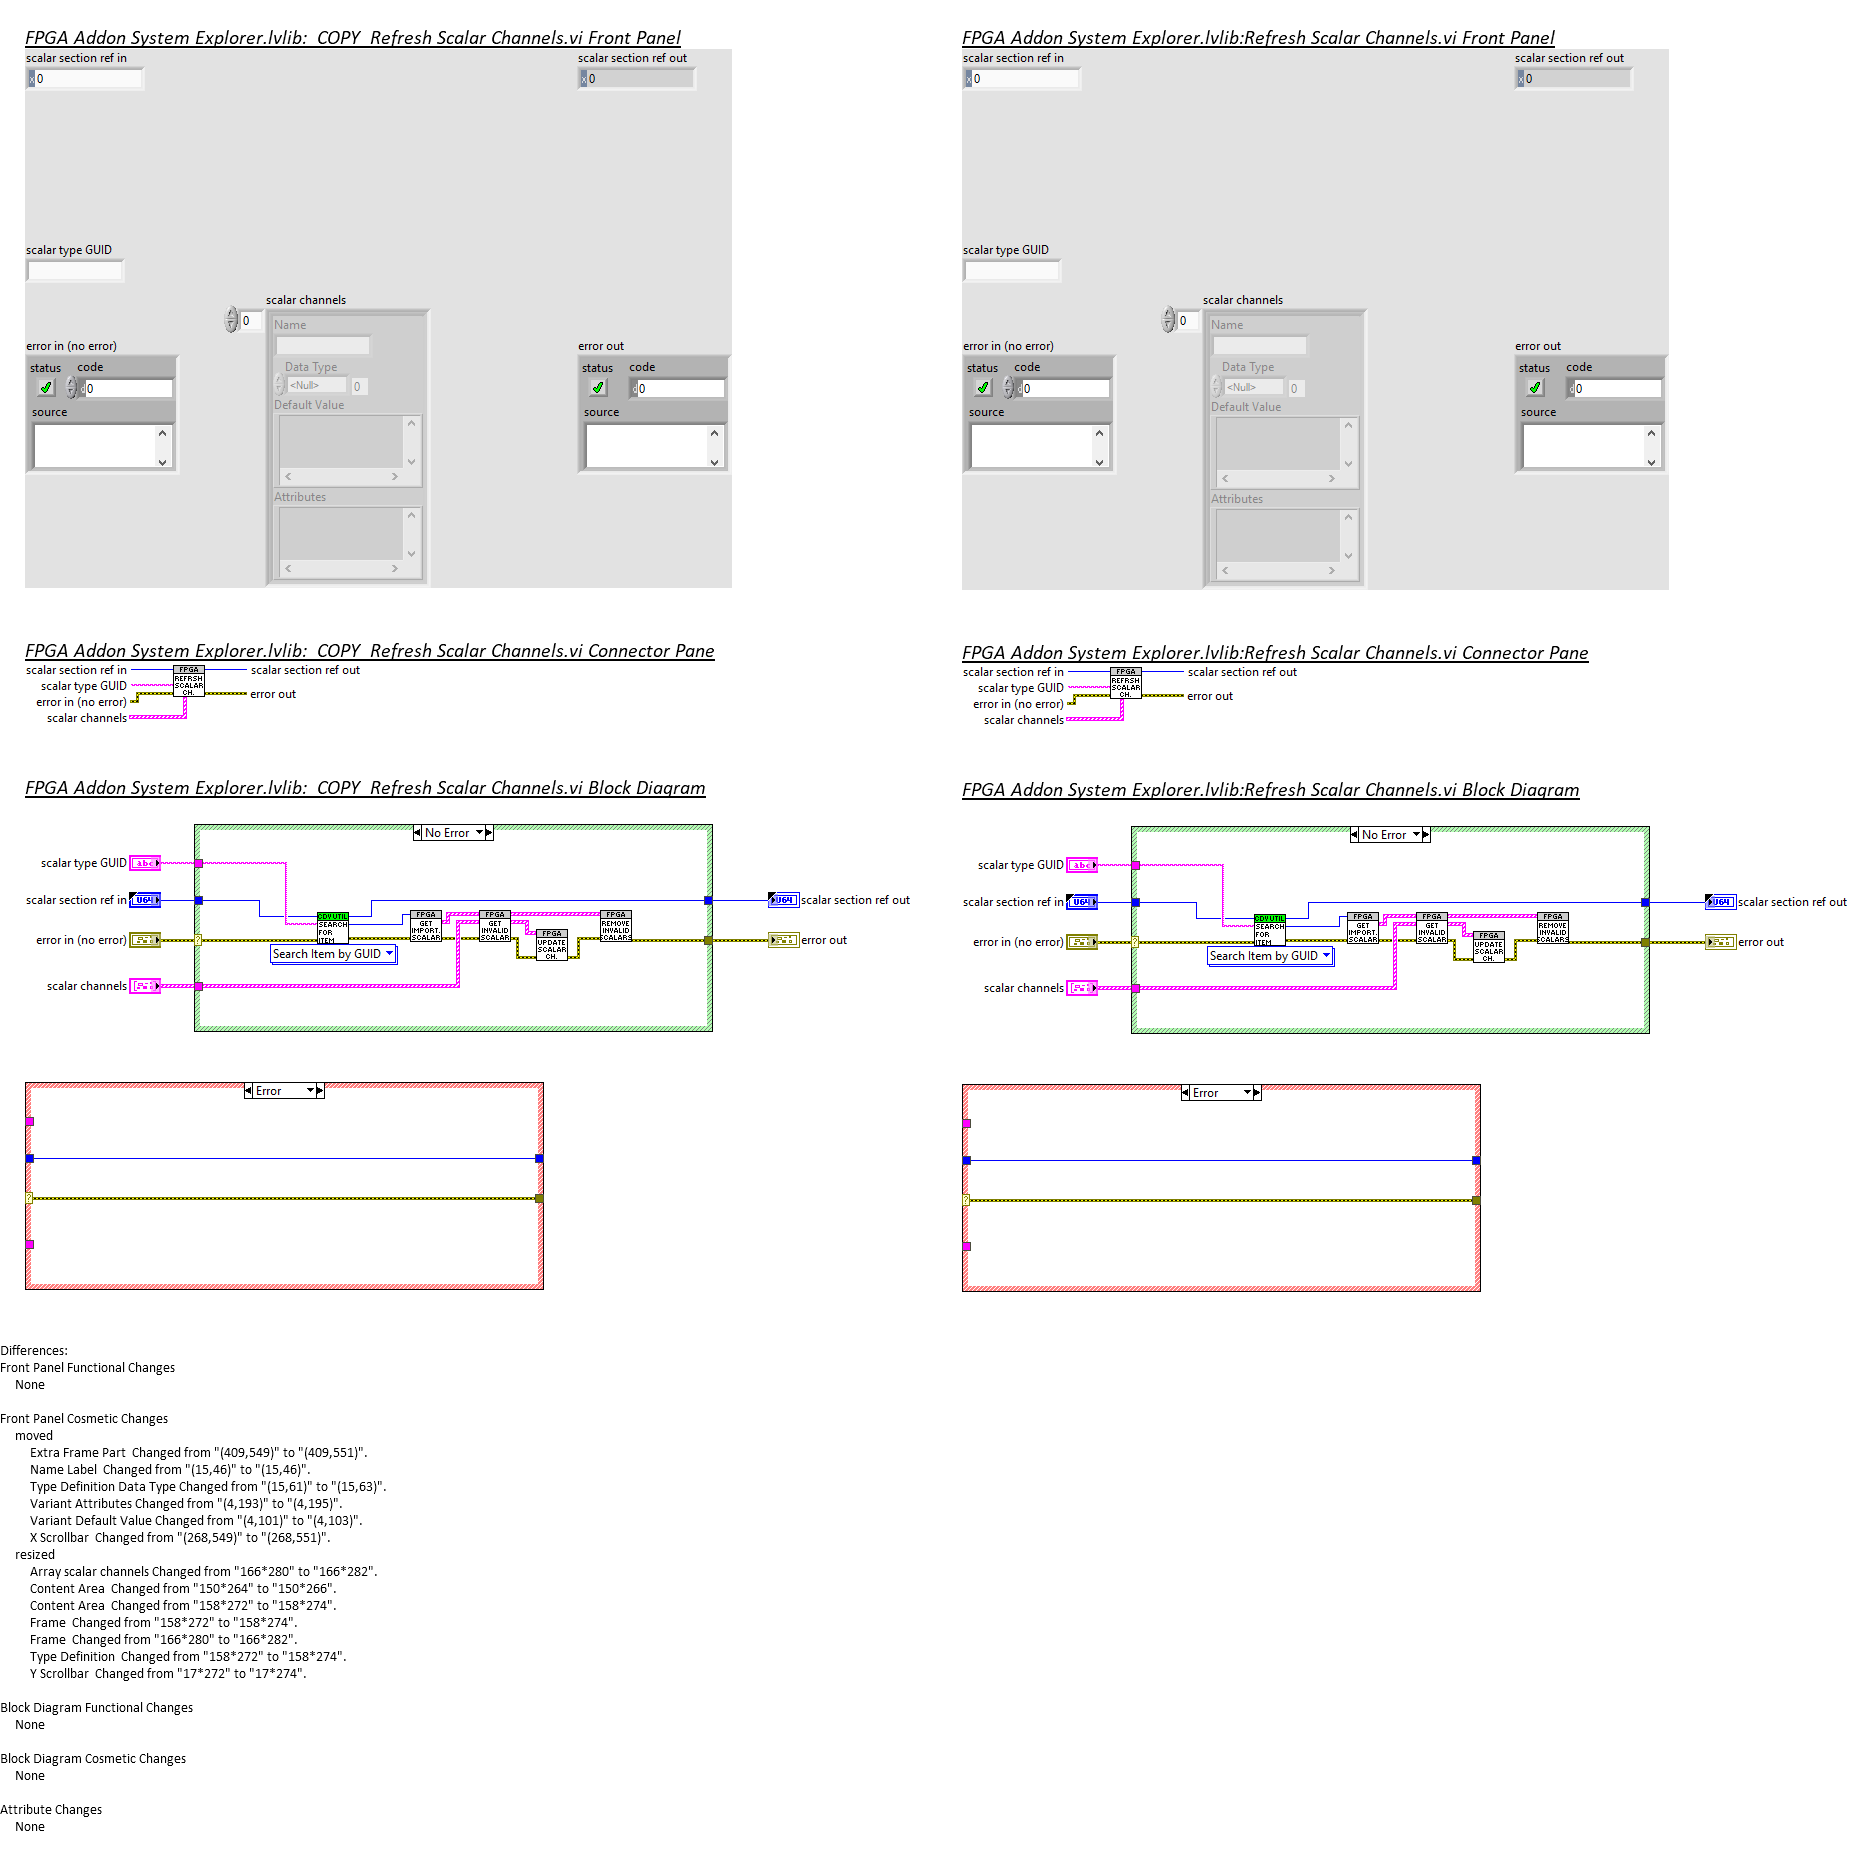 FPGA Addon System Explorer.lvlib:  COPY  Refresh Scalar Channels.vi Front Panel
scalar section ref in
x 0
scalar section ref out
x 0
scalar type GUID
scalar channels
0
Name
Data Type
<Null>
0
Default Value
Attributes
error in (no error)
status
code
d 0
source
error out
status
code
d 0
source
FPGA Addon System Explorer.lvlib:Refresh Scalar Channels.vi Front Panel
scalar section ref in
x 0
scalar section ref out
x 0
scalar type GUID
scalar channels
0
Name
Data Type
<Null>
0
Default Value
Attributes
error in (no error)
status
code
d 0
source
error out
status
code
d 0
source
FPGA Addon System Explorer.lvlib:  COPY  Refresh Scalar Channels.vi Connector Pane
scalar section ref in
scalar type GUID
error in (no error)
scalar channels
FPGA
REFRSH
SCALAR
CH.
scalar section ref out
error out
FPGA Addon System Explorer.lvlib:Refresh Scalar Channels.vi Connector Pane
scalar section ref in
scalar type GUID
error in (no error)
scalar channels
FPGA
REFRSH
SCALAR
CH.
scalar section ref out
error out
FPGA Addon System Explorer.lvlib:  COPY  Refresh Scalar Channels.vi Block Diagram
No Error
scalar type GUID
abc
scalar section ref in
U64
error in (no error)
?
scalar channels
CDV UTIL
SEARCH
FOR
ITEM
Search Item by GUID
FPGA
GET
IMPORT.
SCALAR
FPGA
GET
INVALID
SCALAR
FPGA
UPDATE
SCALAR
CH.
FPGA
REMOVE
INVALID
SCALARS
U64
scalar section ref out
error out
Error
?
FPGA Addon System Explorer.lvlib:Refresh Scalar Channels.vi Block Diagram
No Error
scalar type GUID
abc
scalar section ref in
U64
error in (no error)
?
scalar channels
CDV UTIL
SEARCH
FOR
ITEM
Search Item by GUID
FPGA
GET
IMPORT.
SCALAR
FPGA
GET
INVALID
SCALAR
FPGA
UPDATE
SCALAR
CH.
FPGA
REMOVE
INVALID
SCALARS
U64
scalar section ref out
error out
Error
?
Differences:
Front Panel Functional Changes
None
Front Panel Cosmetic Changes
moved
Extra Frame Part  Changed from "(409,549)" to "(409,551)".
Name Label  Changed from "(15,46)" to "(15,46)".
Type Definition Data Type Changed from "(15,61)" to "(15,63)".
Variant Attributes Changed from "(4,193)" to "(4,195)".
Variant Default Value Changed from "(4,101)" to "(4,103)".
X Scrollbar  Changed from "(268,549)" to "(268,551)".
resized
Array scalar channels Changed from "166*280" to "166*282".
Content Area  Changed from "150*264" to "150*266".
Content Area  Changed from "158*272" to "158*274".
Frame  Changed from "158*272" to "158*274".
Frame  Changed from "166*280" to "166*282".
Type Definition  Changed from "158*272" to "158*274".
Y Scrollbar  Changed from "17*272" to "17*274".
Block Diagram Functional Changes
None
Block Diagram Cosmetic Changes
None
Attribute Changes
None